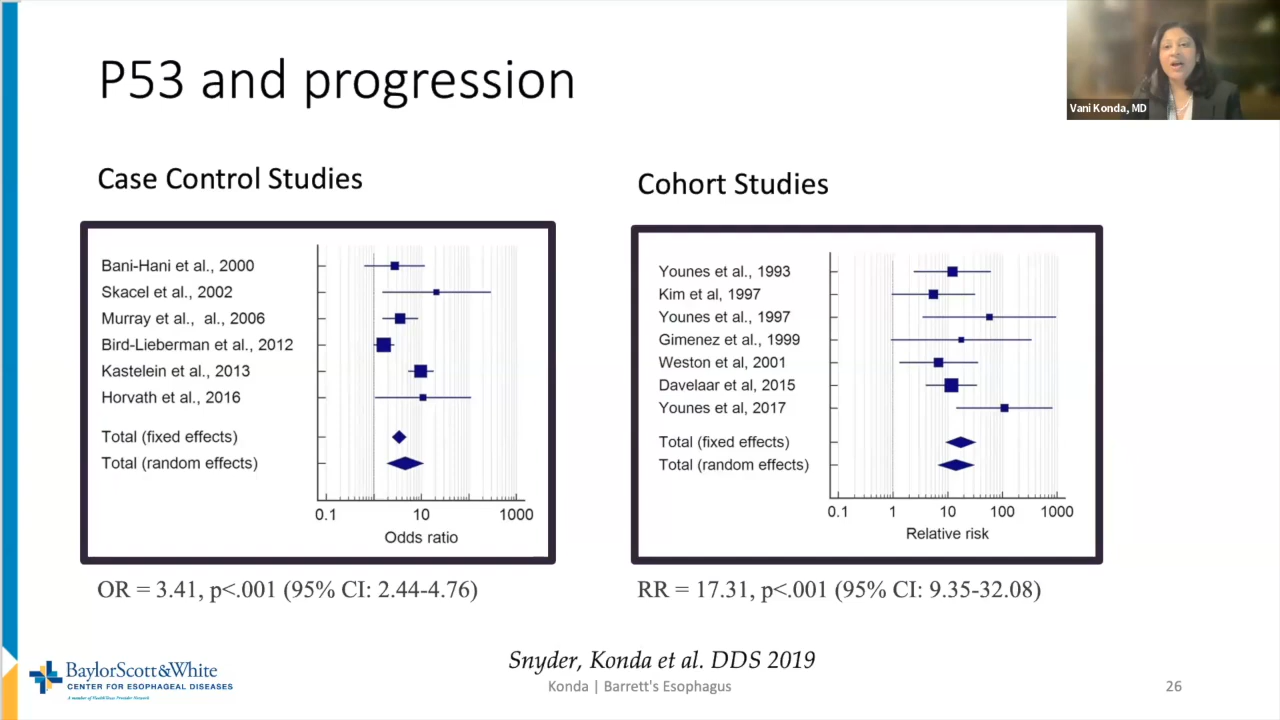 P53 and progression
Vani Konda, MD
Case Control Studies
Bani-Hani et al., 2000
Skacel et al., 2002
Murray et al., al., 2006
Bird-Lieberman et al., 2012
Kastelein et al., 2013
Horvath et al., 2016
Total (fixed effects)
Total (random effects)
0.1 10 1000
Odds ratio
OR = 3.41, p<.001 (95% CI: 2.44-4.76)
Cohort Studies
Younes et al., 1993
Kim et al, 1997
Younes et al., 1997
Gimenez et al., 1999
Weston et al, 2001
Davelaar et al, 2015
Younes et al, 2017
Total (fixed effects)
Total (random effects)
0.1 1 10 100 1000
Relative risk
RR = 17.31, p<.001 (95% CI: 9.35-32.08)
Snyder, Konda et al. DDS 2019
BaylorScott&White
CENTER FOR ESOPHAGEAL DISEASES
Konda | Barrett's Esophagus
26